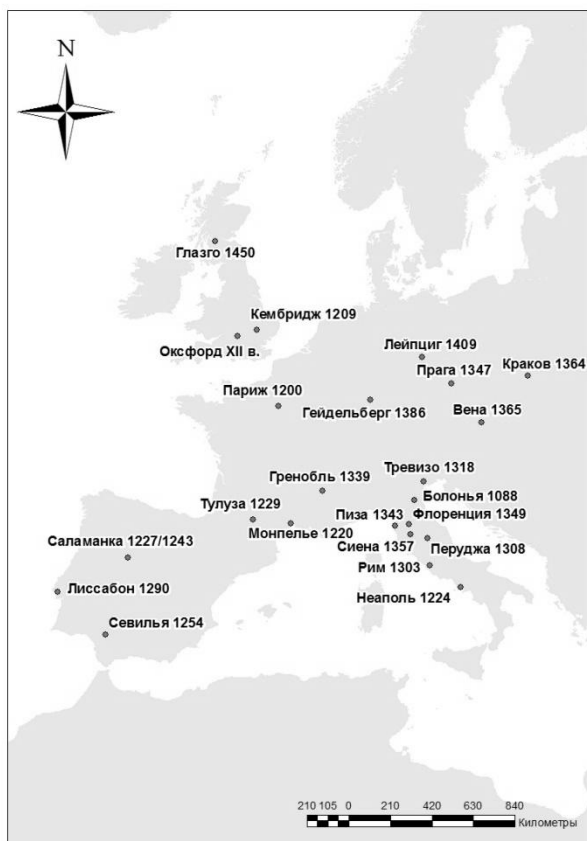 N
Глазго 1450
Кембридж 1209
Оксфорд XII в.
Лейпциг 1409
Прага 1347
Краков 1364
Париж 1200
Гейдельберг 1386
Вена 1365
Гренобль 1339
Тревизо 1318
Болонья 1088
Тулуза 1229
Пиза 1343
Флоренция 1349
Монпелье 1220
Саламанка 1227/1243
Сиена 1357
Перуджа 1308
Рим 1303
Лиссабон 1290
Неаполь 1224
Севилья 1254
210 105 0 210 420 630 840
Километры